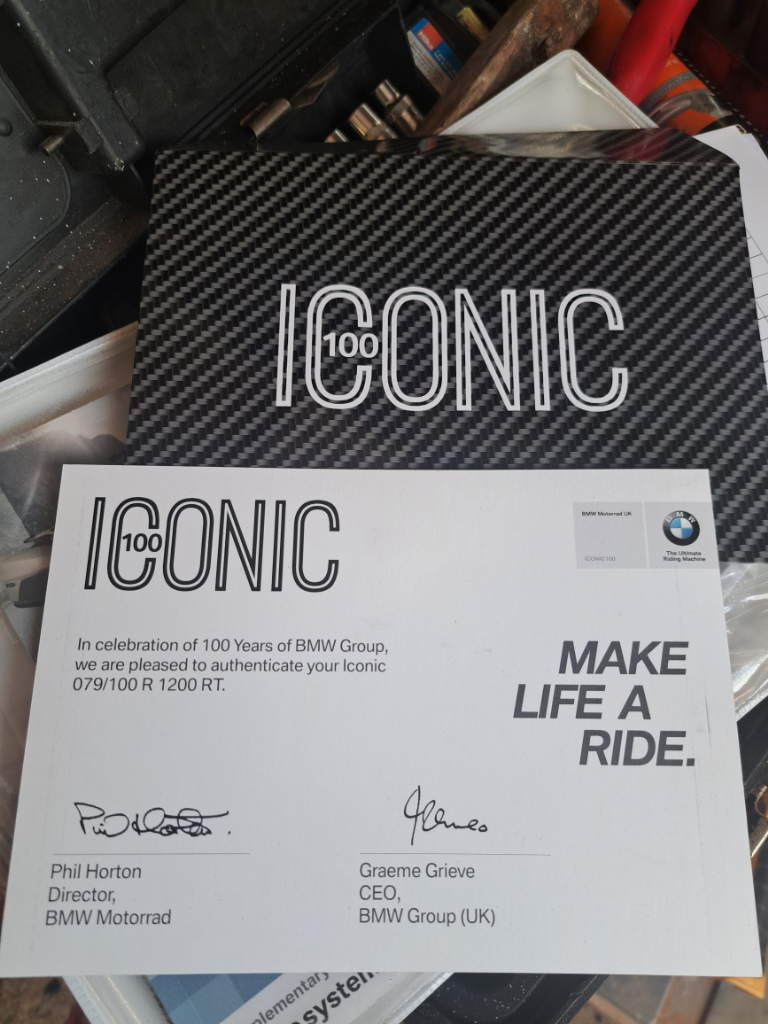 ICONIC
100
ICONIC
100
BMW Motorrad UK
ICONIC100
BMW
The Ultimate
Riding Machine
In celebration of 100 Years of BMW Group,
we are pleased to authenticate your Iconic
079/100 R 1200 RT.
MAKE
LIFE A
RIDE.
Phil Horton
Graeme Grieve
Director,
CEO,
BMW Motorrad
BMW Group (UK)
plementary
system